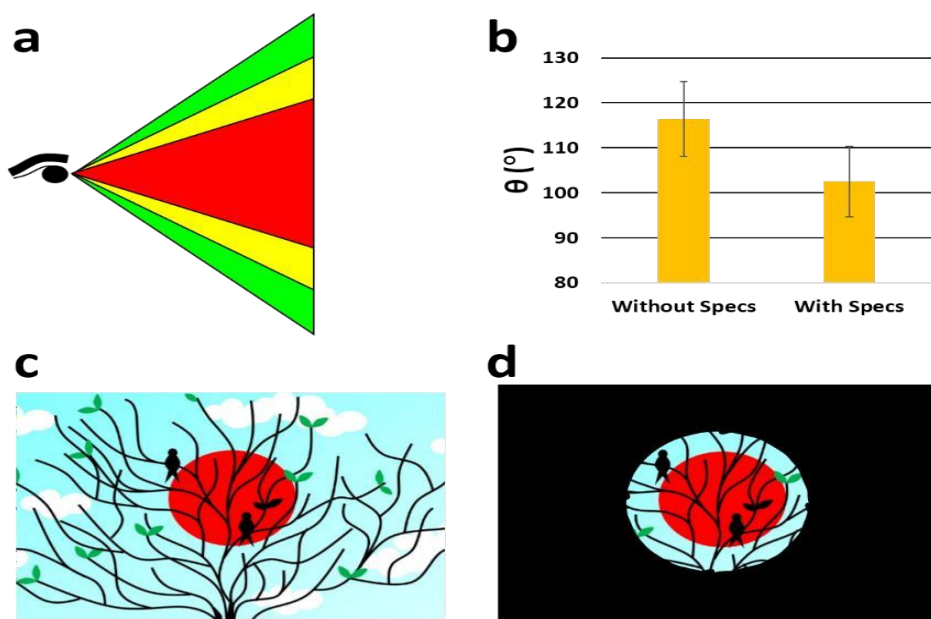 a
b
130
120
110
100
90
80
θ (°)
Without Specs
With Specs
c
d